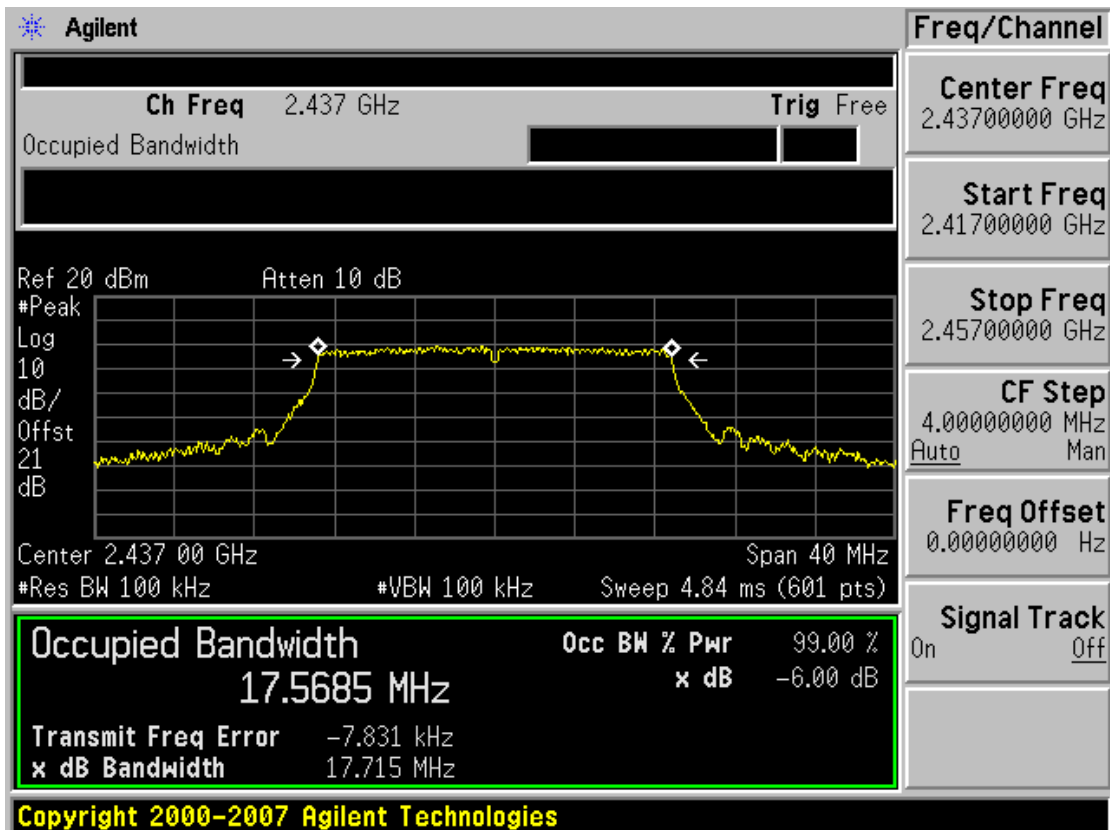 Agilent
Freq/Channel
Ch Freq 2.437 GHz Trig Free
Occupied Bandwidth
Center Freq
2.43700000 GHz
Start Freq
2.41700000 GHz
Stop Freq
2.45700000 GHz
CF Step
4.00000000 MHz
Auto Man
Freq Offset
0.00000000 Hz
Signal Track
On Off
Ref 20 dBm Atten 10 dB
#Peak
Log
10
dB/
Offst
21
dB
Center 2.437 00 GHz Span 40 MHz
#Res BW 100 kHz #VBW 100 kHz Sweep 4.84 ms (601 pts)
Occupied Bandwidth
17.5685 MHz
Occ BW % Pwr 99.00 %
x dB -6.00 dB
Transmit Freq Error -7.831 kHz
x dB Bandwidth 17.715 MHz
Copyright 2000-2007 Agilent Technologies